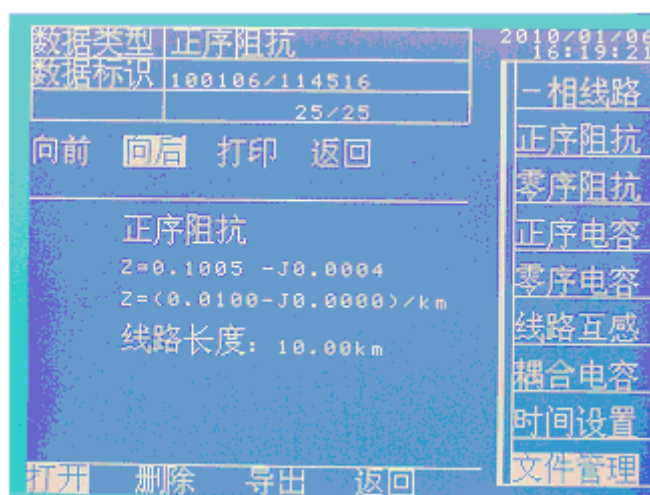 数据类型 正序阻抗
数据标识 100106/114516
25/25
向前 向后 打印 返回
正序阻抗
Z=0.1005 -J0.0004
Z=(0.0100-J0.0000)/km
线路长度: 10.00km
打开 删除 导出 返回
2010/01/06
16:19:21
一相线路
正序阻抗
零序阻抗
正序电容
零序电容
线路互感
耦合电容
时间设置
文件管理